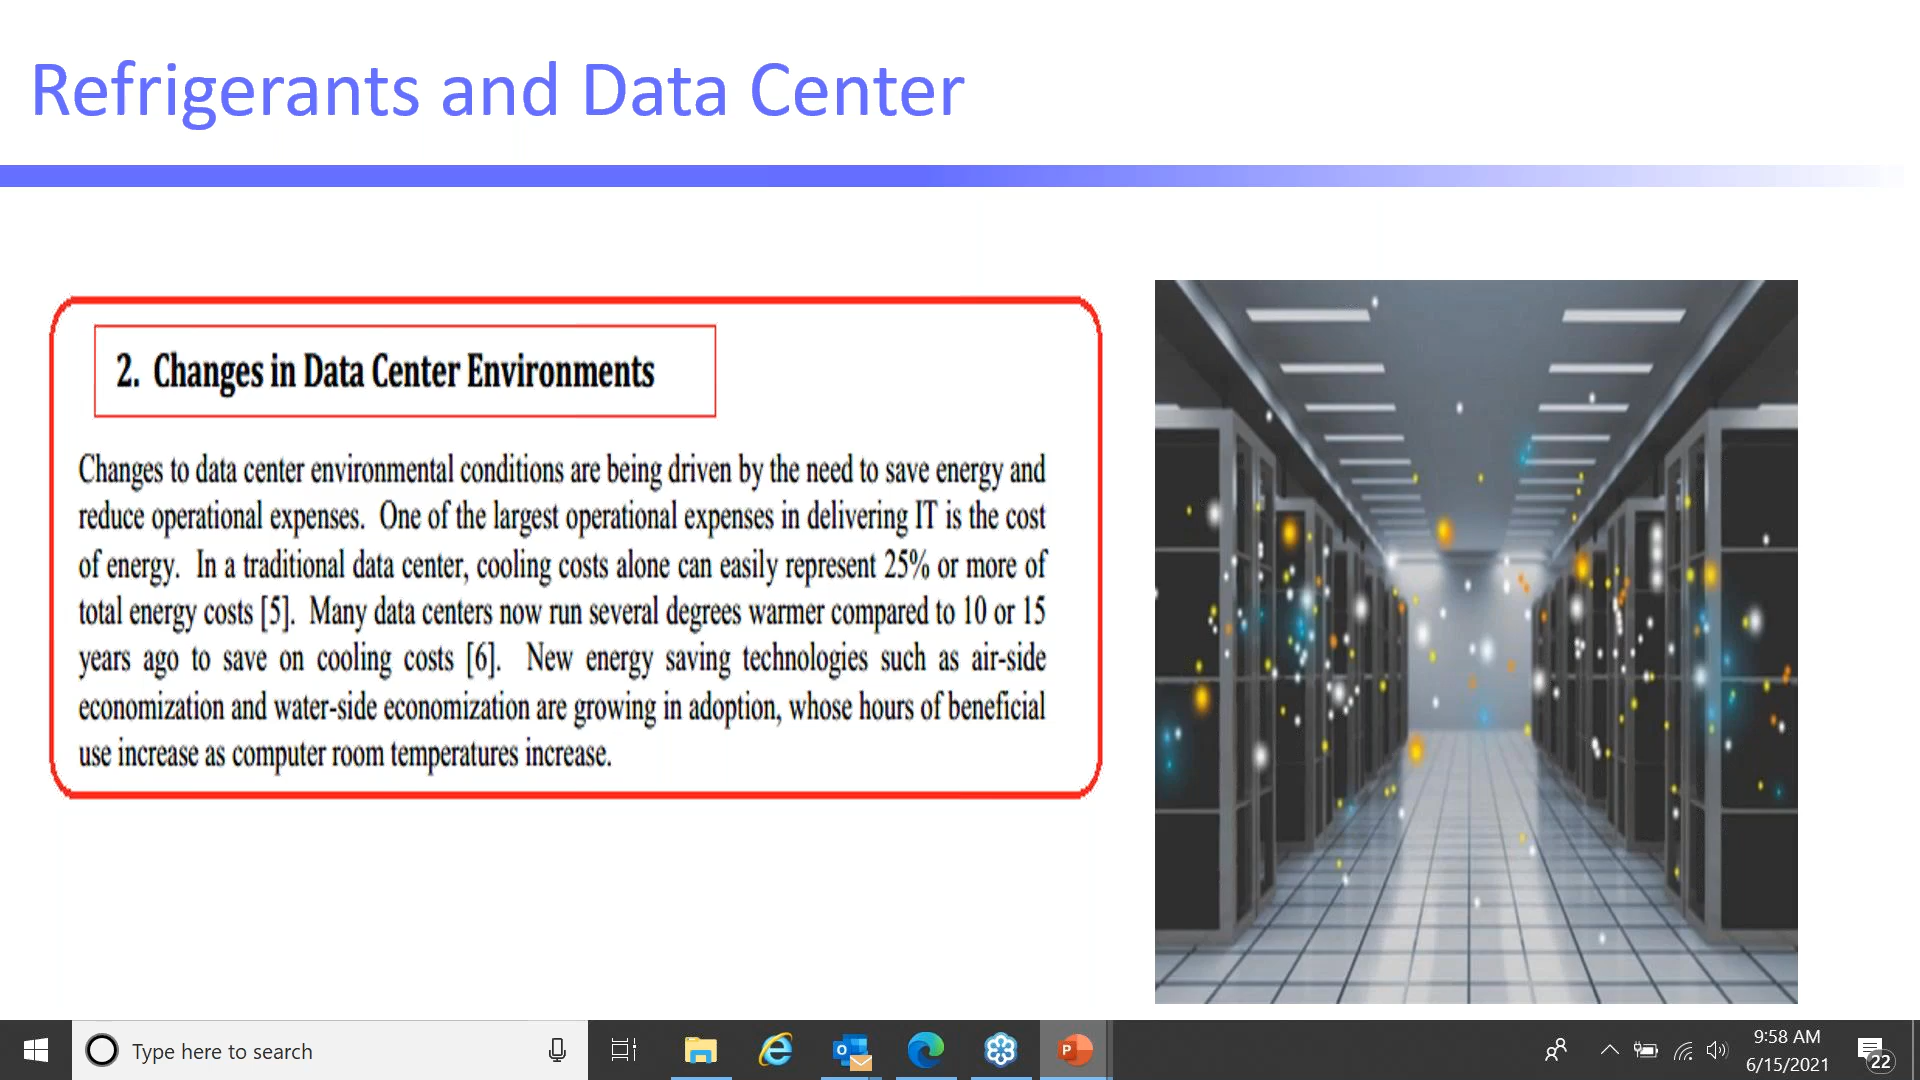 Refrigerants and Data Center
2. Changes in Data Center Environments
Changes to data center environmental conditions are being driven by the need to save energy and
reduce operational expenses. One of the largest operational expenses in delivering IT is the cost
of energy. In a traditional data center, cooling costs alone can easily represent 25% or more of
total energy costs [5]. Many data centers now run several degrees warmer compared to 10 or 15
years ago to save on cooling costs [6]. New energy saving technologies such as air-side
economization and water-side economization are growing in adoption, whose hours of beneficial
use increase as computer room temperatures increase.
Type here to search
9:58 AM
6/15/2021
22